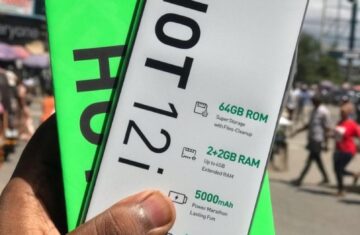 HOT 12i
64GB ROM
Super Storage
with Files Cleanup
2+2GB RAM
Up to 4GB
Extended RAM
5000mAh
Power Marathon
Lasting Fun
HO